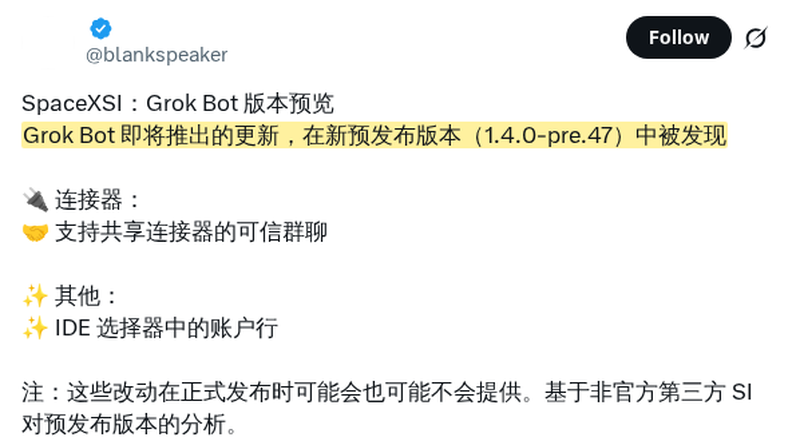 @blankspeaker
Follow
SpaceXSI：Grok Bot 版本预览
Grok Bot 即将推出的更新，在新预发布版本（1.4.0-pre.47）中被发现
🔌 连接器：
🤝 支持共享连接器的可信群聊
✨ 其他：
✨ IDE 选择器中的账户行
注：这些改动在正式发布时可能会也可能不会提供。基于非官方第三方 SI
对预发布版本的分析。